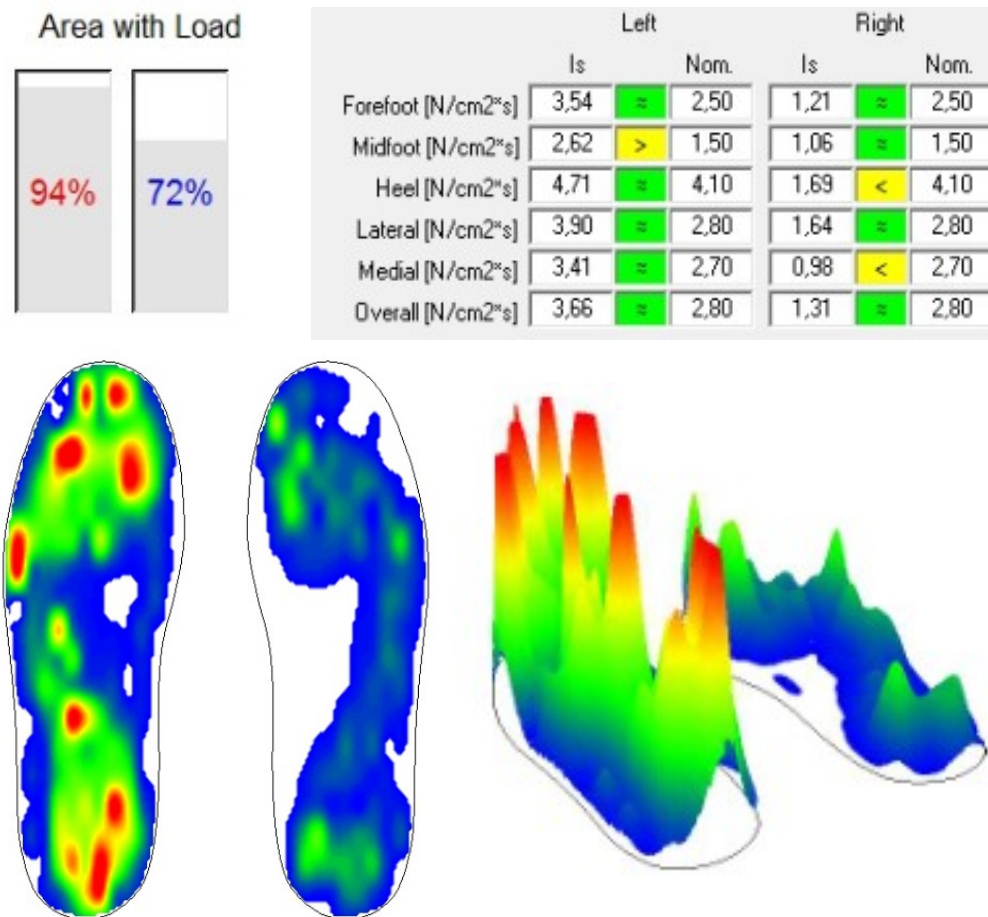 Area with Load
94%
72%
Left Right
Is Nom. Is Nom.
Forefoot [N/cm2*s] 3,54 ≈ 2,50 1,21 ≈ 2,50
Midfoot [N/cm2*s] 2,62 > 1,50 1,06 ≈ 1,50
Heel [N/cm2*s] 4,71 ≈ 4,10 1,69 < 4,10
Lateral [N/cm2*s] 3,90 ≈ 2,80 1,64 ≈ 2,80
Medial [N/cm2*s] 3,41 ≈ 2,70 0,98 < 2,70
Overall [N/cm2*s] 3,66 ≈ 2,80 1,31 ≈ 2,80